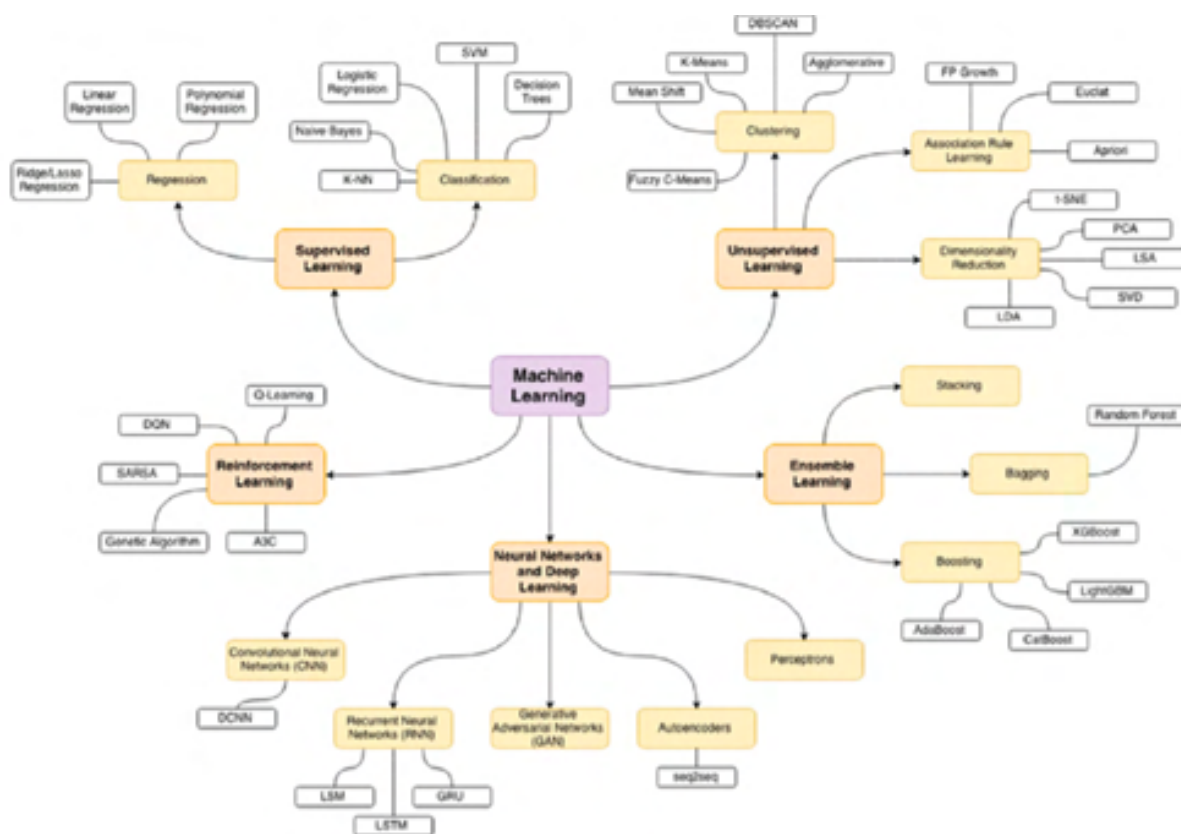 DBSCAN
SVM
K-Means
Agglomerative
Logistic
Regression
FP Growth
Linear
Regression
Polynomial
Regression
Decision
Trees
Mean Shift
Euclat
Clustering
Naive Bayes
Association Rule
Learning
Apriori
Ridge/Lasso
Regression
Regression
K-NN
Classification
Fuzzy C-Means
t-SNE
PCA
Supervised
Learning
Unsupervised
Learning
Dimensionality
Reduction
LSA
SVD
LDA
Machine
Learning
Stacking
Q-Learning
Random Forest
DQN
SARSA
Reinforcement
Learning
Ensemble
Learning
Bagging
Genetic Algorithm
A3C
XGBoost
Neural Networks
and Deep
Learning
Boosting
LightGBM
AdaBoost
CatBoost
Convolutional Neural
Networks (CNN)
Perceptrons
DCNN
Recurrent Neural
Networks (RNN)
Generative
Adversarial Networks
(GAN)
Autoencoders
seq2seq
LSM
GRU
LSTM